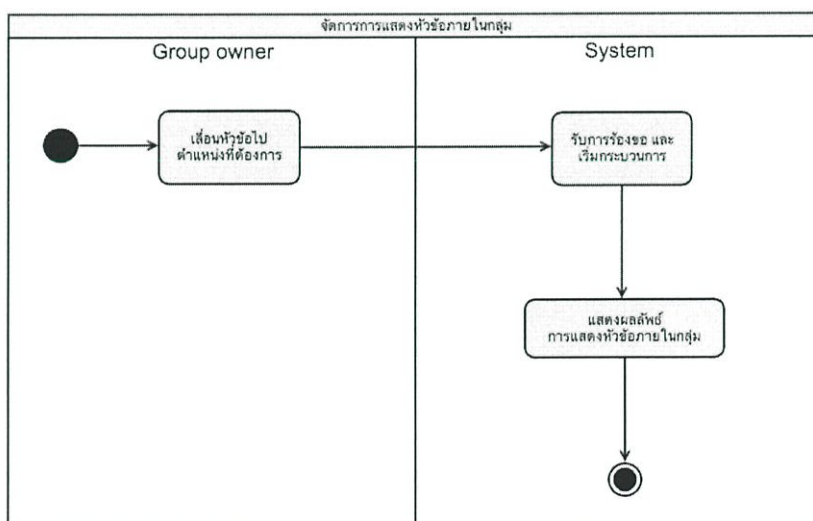 จัดการการแสดงหัวข้อภายในกลุ่ม
Group owner
System
เลื่อนหัวข้อไป
ตำแหน่งที่ต้องการ
รับการร้องขอ และ
เริ่มกระบวนการ
แสดงผลลัพธ์
การแสดงหัวข้อภายในกลุ่ม